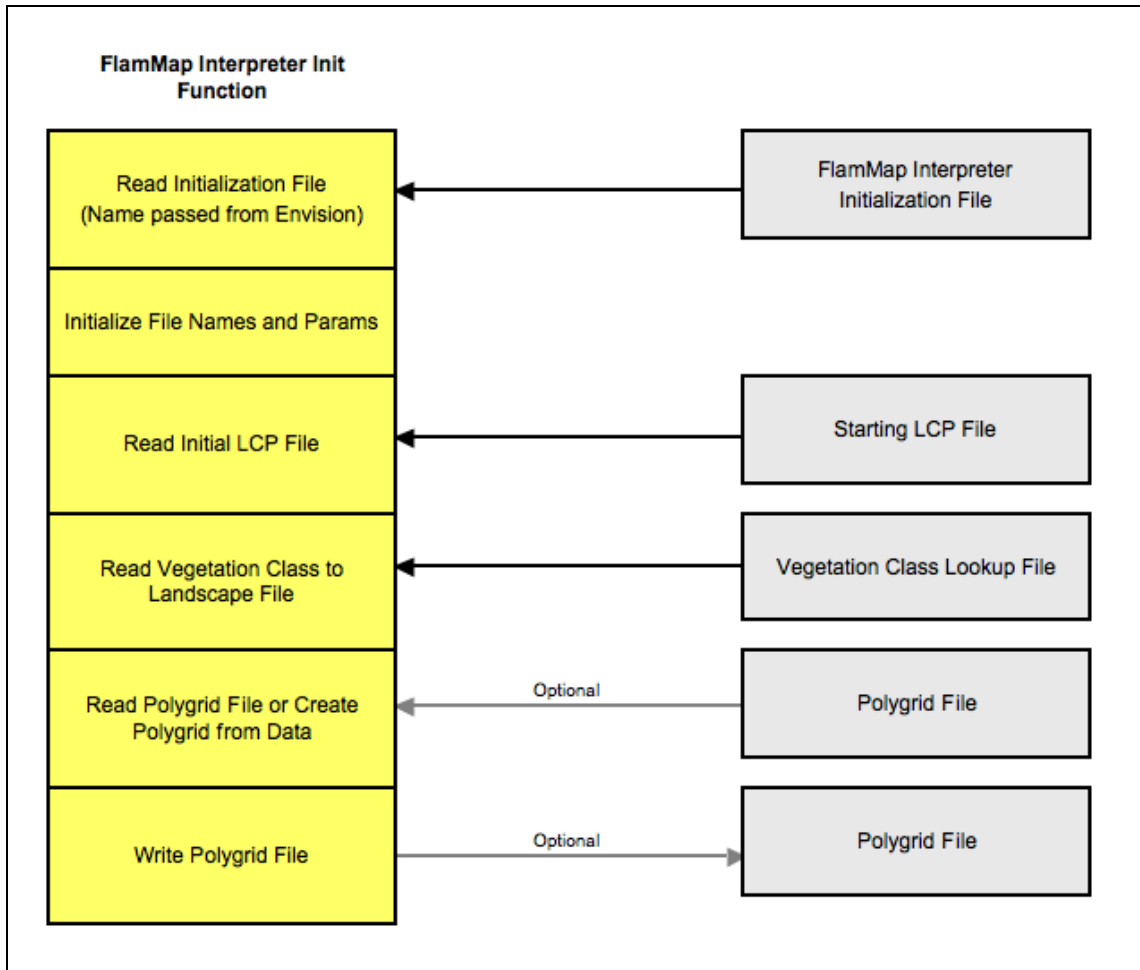 FlamMap Interpreter Init
Function
Read Initialization File
(Name passed from Envision)
FlamMap Interpreter
Initialization File
Initialize File Names and Params
Read Initial LCP File
Starting LCP File
Read Vegetation Class to
Landscape File
Vegetation Class Lookup File
Read Polygrid File or Create
Polygrid from Data
Optional
Polygrid File
Write Polygrid File
Optional
Polygrid File